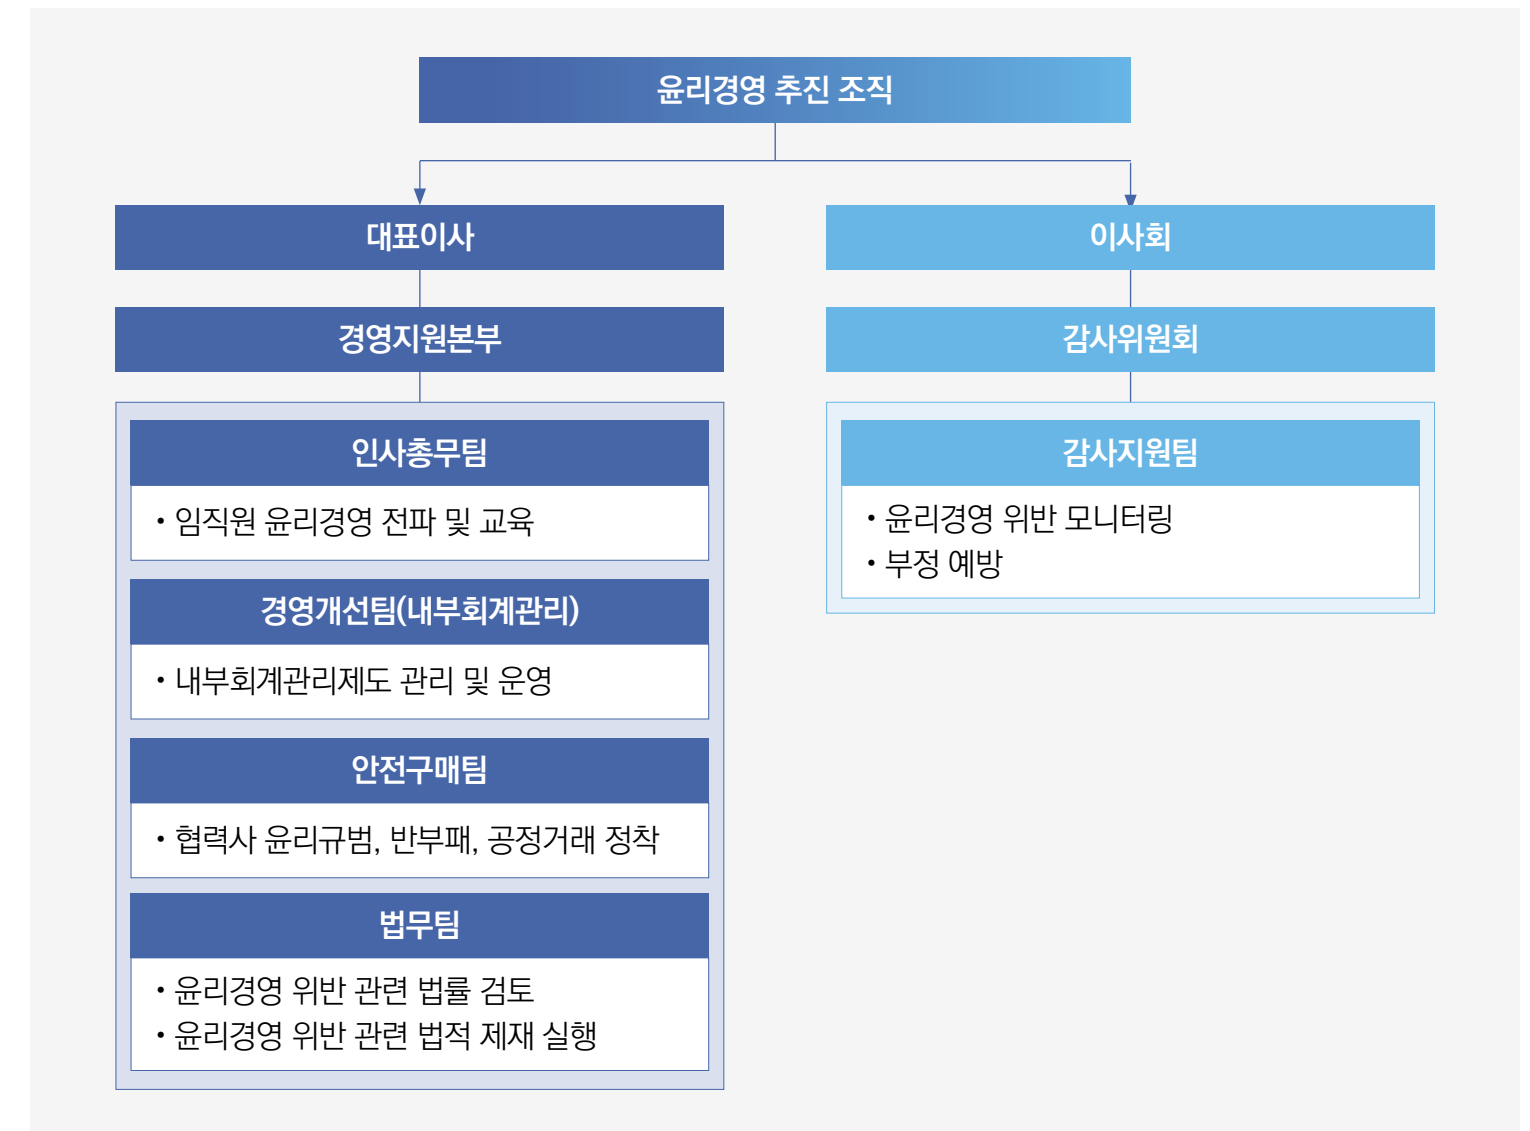 윤리경영 추진 조직
대표이사
경영지원본부
인사총무팀
• 임직원 윤리경영 전파 및 교육
경영개선팀(내부회계관리)
• 내부회계관리제도 관리 및 운영
안전구매팀
• 협력사 윤리규범, 반부패, 공정거래 정착
법무팀
• 윤리경영 위반 관련 법률 검토
• 윤리경영 위반 관련 법적 제재 실행
이사회
감사위원회
감사지원팀
• 윤리경영 위반 모니터링
• 부정 예방